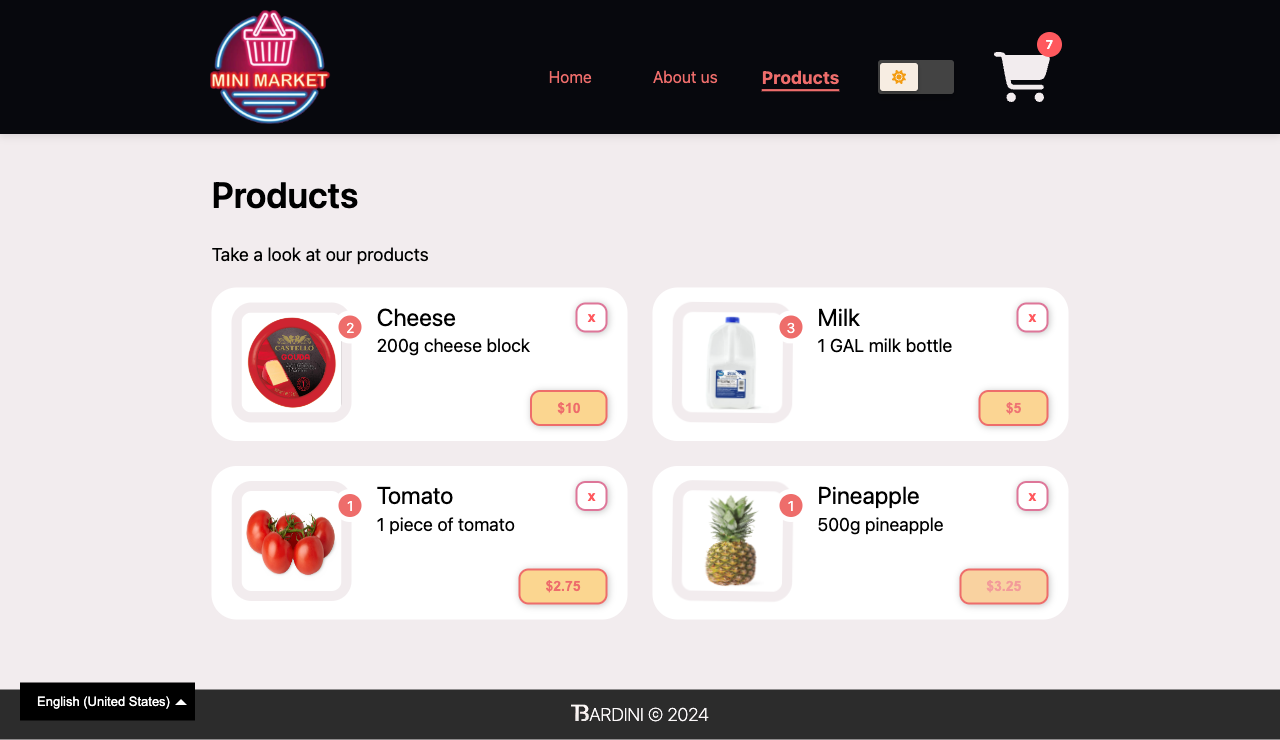 MINI MARKET
Home
About us
Products
7
Products
Take a look at our products
CASTELLO
2
Cheese
x
200g cheese block
$10
3
Milk
x
1 GAL milk bottle
$5
1
Tomato
x
1 piece of tomato
$2.75
1
Pineapple
x
500g pineapple
$3.25
English (United States)
BARDINI © 2024